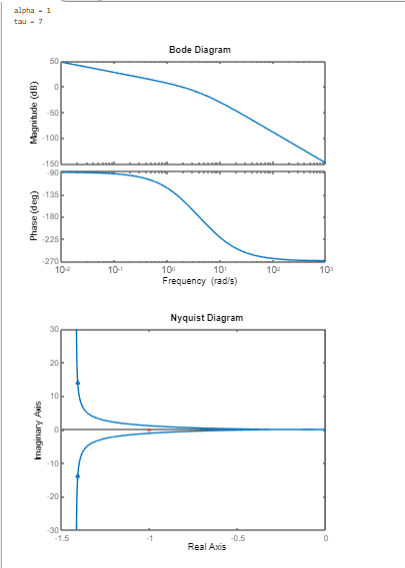 alpha = 1
tau = 7
Bode Diagram
50
0
-50
-100
-150
Magnitude (dB)
-90
-135
-180
-225
-270
Phase (deg)
10-2 10-1 100 101 102 103
Frequency (rad/s)
Nyquist Diagram
30
20
10
0
-10
-20
-30
Imaginary Axis
-1.5 -1 -0.5 0
Real Axis